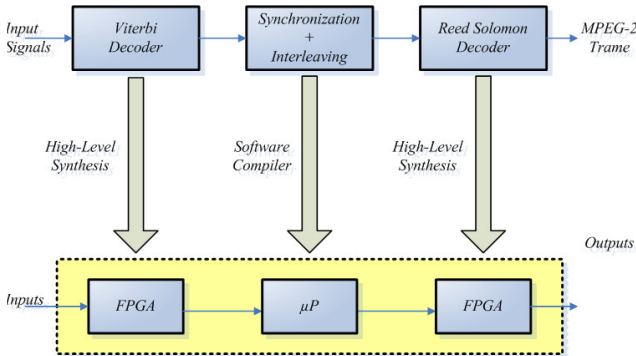 Input
Signals
Viterbi
Decoder
Synchronization
+
Interleaving
Reed Solomon
Decoder
MPEG-2
Trame
High-Level
Synthesis
Software
Compiler
High-Level
Synthesis
Outputs
Inputs
FPGA
µP
FPGA